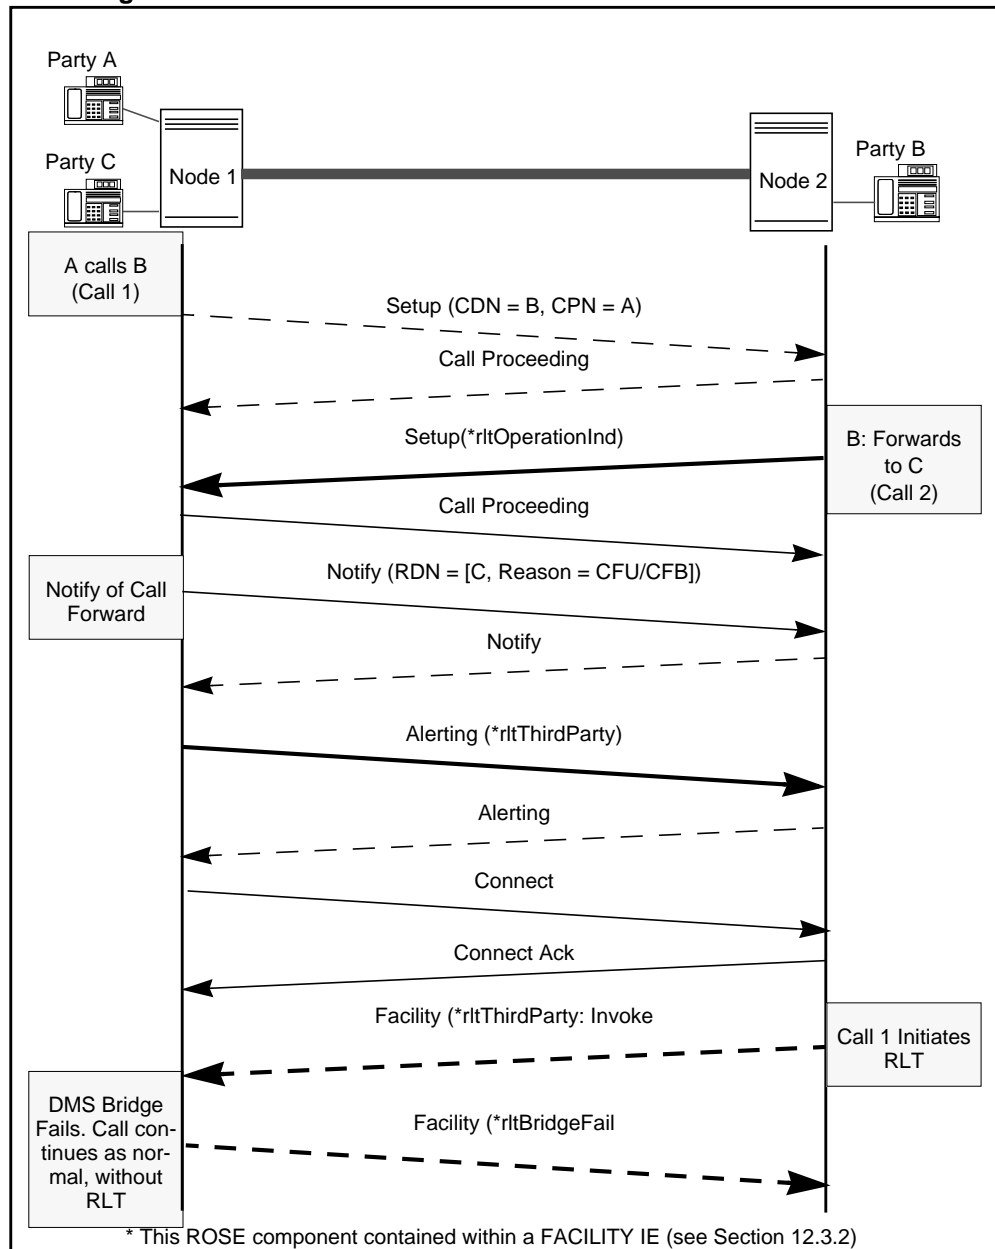 Party A
Party C
Node 1
Node 2
Party B
A calls B
(Call 1)
Setup (CDN = B, CPN = A)
Call Proceeding
Setup(*rltOperationInd)
B: Forwards
to C
(Call 2)
Call Proceeding
Notify of Call
Forward
Notify (RDN = [C, Reason = CFU/CFB])
Notify
Alerting (*rltThirdParty)
Alerting
Connect
Connect Ack
Facility (*rltThirdParty: Invoke
Call 1 Initiates
RLT
DMS Bridge
Fails. Call con-
tinues as nor-
mal, without
RLT
Facility (*rltBridgeFail
* This ROSE component contained within a FACILITY IE (see Section 12.3.2)